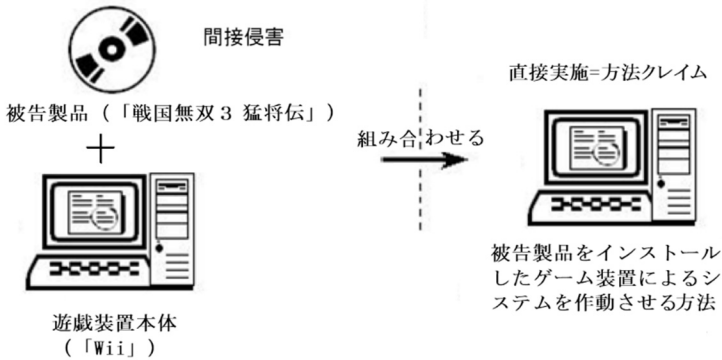 間接侵害
被告製品(「戦国無双3 猛将伝」)
+
遊戯装置本体
(「Wii」)
組み合わせる
直接実施=方法クレイム
被告製品をインストール
したゲーム装置によるシ
ステムを作動させる方法